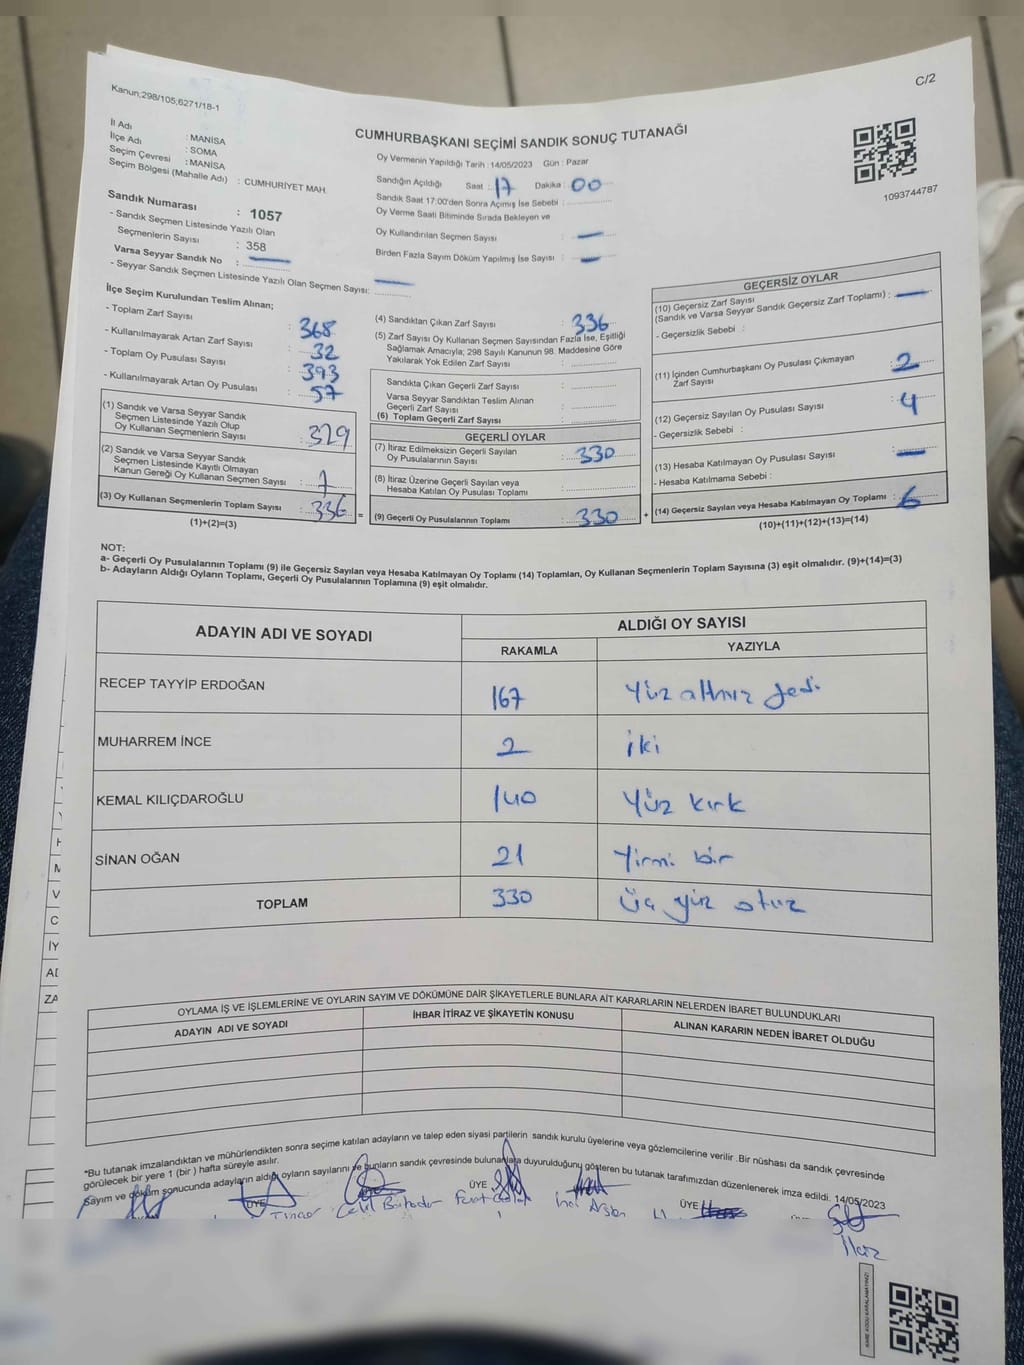 C/2
Kanun;298/105;6271/18-1
CUMHURBAŞKANI SEÇİMİ SANDIK SONUÇ TUTANAĞI
1093744787
İl Adı : MANİSA
İlçe Adı : SOMA
Seçim Çevresi : MANİSA
Seçim Bölgesi (Mahalle Adı) : CUMHURİYET MAH.
Sandık Numarası : 1057
- Sandık Seçmen Listesinde Yazılı Olan
Seçmenlerin Sayısı : 358
Varsa Seyyar Sandık No :
- Seyyar Sandık Seçmen Listesinde Yazılı Olan Seçmen Sayısı:
Oy Vermenin Yapıldığı Tarih : 14/05/2023 Gün : Pazar
Sandığın Açıldığı Saat : 17 Dakika : 00
Sandık Saat 17:00'den Sonra Açımış İse Sebebi :
Oy Verme Saati Bitiminde Sırada Bekleyen ve
Oy Kullandırılan Seçmen Sayısı : —
Birden Fazla Sayım Döküm Yapılmış İse Sayısı : —
İlçe Seçim Kurulundan Teslim Alınan;
- Toplam Zarf Sayısı : 368
- Kullanılmayarak Artan Zarf Sayısı : 32
- Toplam Oy Pusulası Sayısı : 393
- Kullanılmayarak Artan Oy Pusulası : 57
(1) Sandık ve Varsa Seyyar Sandık
Seçmen Listesinde Yazılı Olup
Oy Kullanan Seçmenlerin Sayısı : 329
(2) Sandık ve Varsa Seyyar Sandık
Seçmen Listesinde Kayıtlı Olmayan
Kanun Gereği Oy Kullanan Seçmen Sayısı : 7
(3) Oy Kullanan Seçmenlerin Toplam Sayısı : 336
(1)+(2)=(3)
(4) Sandıktan Çıkan Zarf Sayısı : 336
(5) Zarf Sayısı Oy Kullanan Seçmen Sayısından Fazla İse, Eşitliği
Sağlamak Amacıyla; 298 Sayılı Kanunun 98. Maddesine Göre
Yakılarak Yok Edilen Zarf Sayısı :
Sandıkta Çıkan Geçerli Zarf Sayısı :
Varsa Seyyar Sandıktan Teslim Alınan
Geçerli Zarf Sayısı :
(6) Toplam Geçerli Zarf Sayısı :
GEÇERLİ OYLAR
(7) İtiraz Edilmeksizin Geçerli Sayılan
Oy Pusulalarının Sayısı : 330
(8) İtiraz Üzerine Geçerli Sayılan veya
Hesaba Katılan Oy Pusulası Toplamı :
= (9) Geçerli Oy Pusulalarının Toplamı : 330 +
GEÇERSİZ OYLAR
(10) Geçersiz Zarf Sayısı
(Sandık ve Varsa Seyyar Sandık Geçersiz Zarf Toplamı) : —
- Geçersizlik Sebebi :
(11) İçinden Cumhurbaşkanı Oy Pusulası Çıkmayan
Zarf Sayısı : 2
(12) Geçersiz Sayılan Oy Pusulası Sayısı : 4
- Geçersizlik Sebebi :
(13) Hesaba Katılmayan Oy Pusulası Sayısı : —
- Hesaba Katılmama Sebebi :
(14) Geçersiz Sayılan veya Hesaba Katılmayan Oy Toplamı : 6
(10)+(11)+(12)+(13)=(14)
NOT:
a- Geçerli Oy Pusulalarının Toplamı (9) ile Geçersiz Sayılan veya Hesaba Katılmayan Oy Toplamı (14) Toplamları, Oy Kullanan Seçmenlerin Toplam Sayısına (3) eşit olmalıdır. (9)+(14)=(3)
b- Adayların Aldığı Oyların Toplamı, Geçerli Oy Pusulalarının Toplamına (9) eşit olmalıdır.
ADAYIN ADI VE SOYADI ALDIĞI OY SAYISI
RAKAMLA YAZIYLA
RECEP TAYYİP ERDOĞAN 167 Yüz altmış yedi
MUHARREM İNCE 2 iki
KEMAL KILIÇDAROĞLU 140 Yüz kırk
SİNAN OĞAN 21 Yirmi bir
TOPLAM 330 üç yüz otuz
OYLAMA İŞ VE İŞLEMLERİNE VE OYLARIN SAYIM VE DÖKÜMÜNE DAİR ŞİKAYETLERLE BUNLARA AİT KARARLARIN NELERDEN İBARET BULUNDUKLARI
ADAYIN ADI VE SOYADI İHBAR İTİRAZ VE ŞİKAYETİN KONUSU ALINAN KARARIN NEDEN İBARET OLDUĞU
"Bu tutanak imzalandıktan ve mühürlendikten sonra seçime katılan adayların ve talep eden siyasi partilerin sandık kurulu üyelerine veya gözlemcilerine verilir .Bir nüshası da sandık çevresinde
görülecek bir yere 1 (bir) hafta süreyle asılır.
Sayım ve döküm sonucunda adayların aldığı oyların sayılarını ve bunların sandık çevresinde bulunanlara duyurulduğunu gösteren bu tutanak tarafımızdan düzenlenerek imza edildi. 14/05/2023
ÜYE ÜYE ÜYE